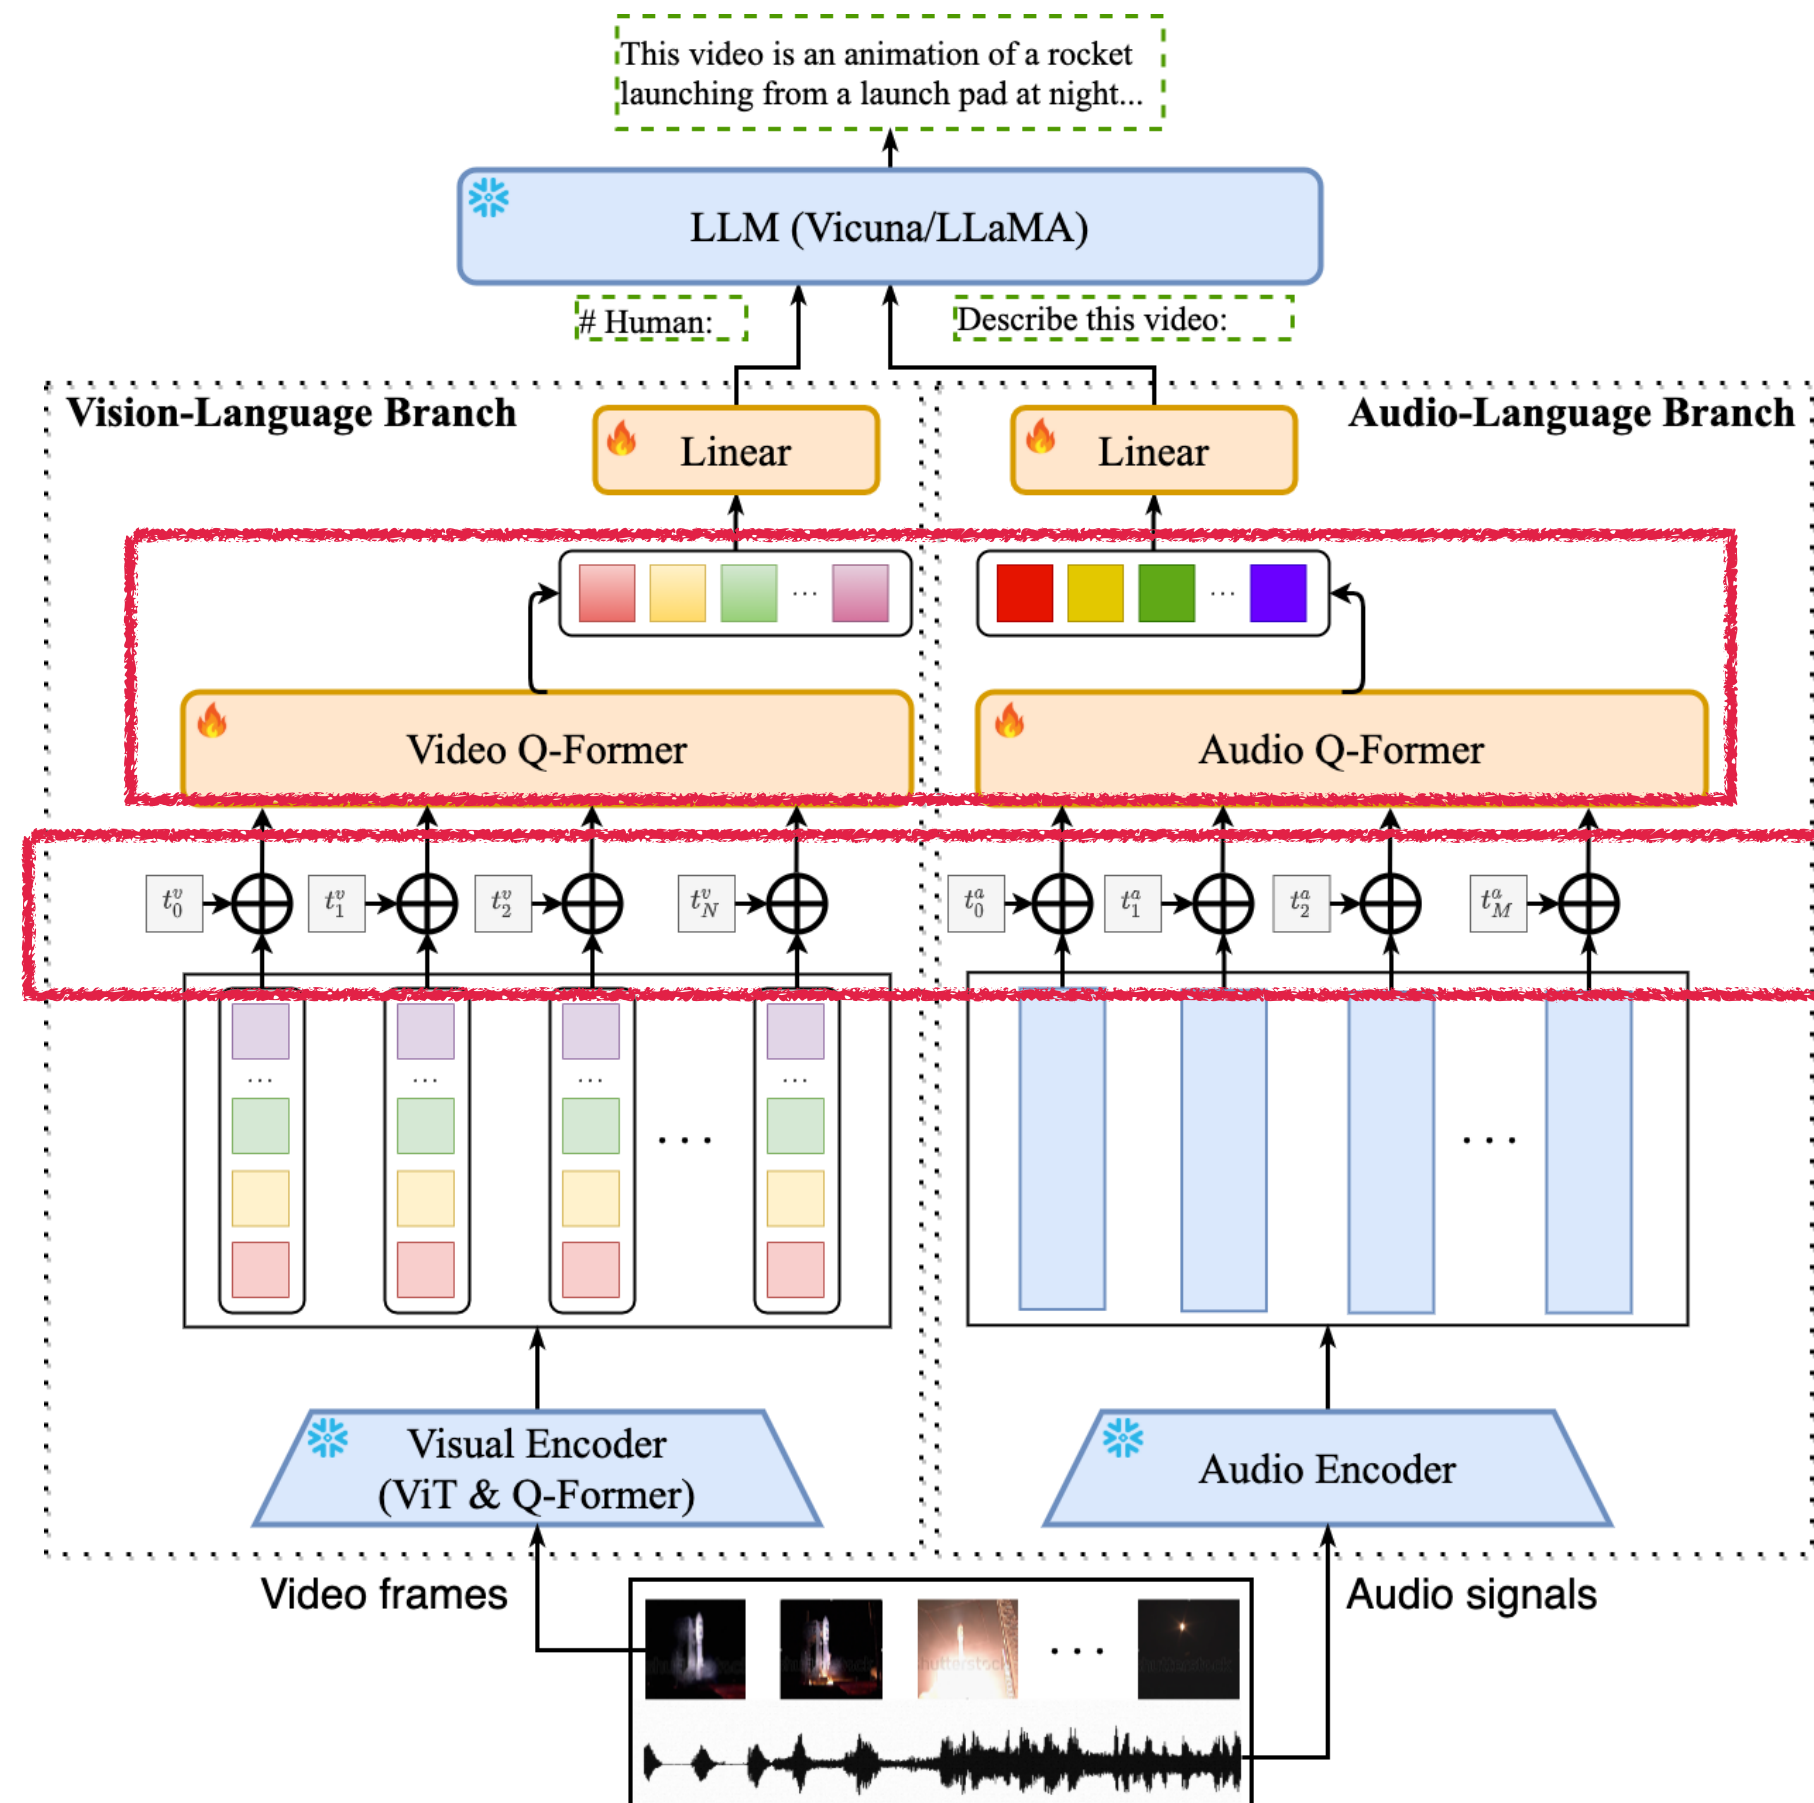 This video is an animation of a rocket
launching from a launch pad at night...
LLM (Vicuna/LLaMA)
# Human:
Describe this video:
Vision-Language Branch
Audio-Language Branch
Linear
Linear
...
...
Video Q-Former
Audio Q-Former
t_0^v
t_1^v
t_2^v
t_N^v
t_0^a
t_1^a
t_2^a
t_M^a
...
...
...
...
...
...
Visual Encoder
(ViT & Q-Former)
Audio Encoder
Video frames
Audio signals
...